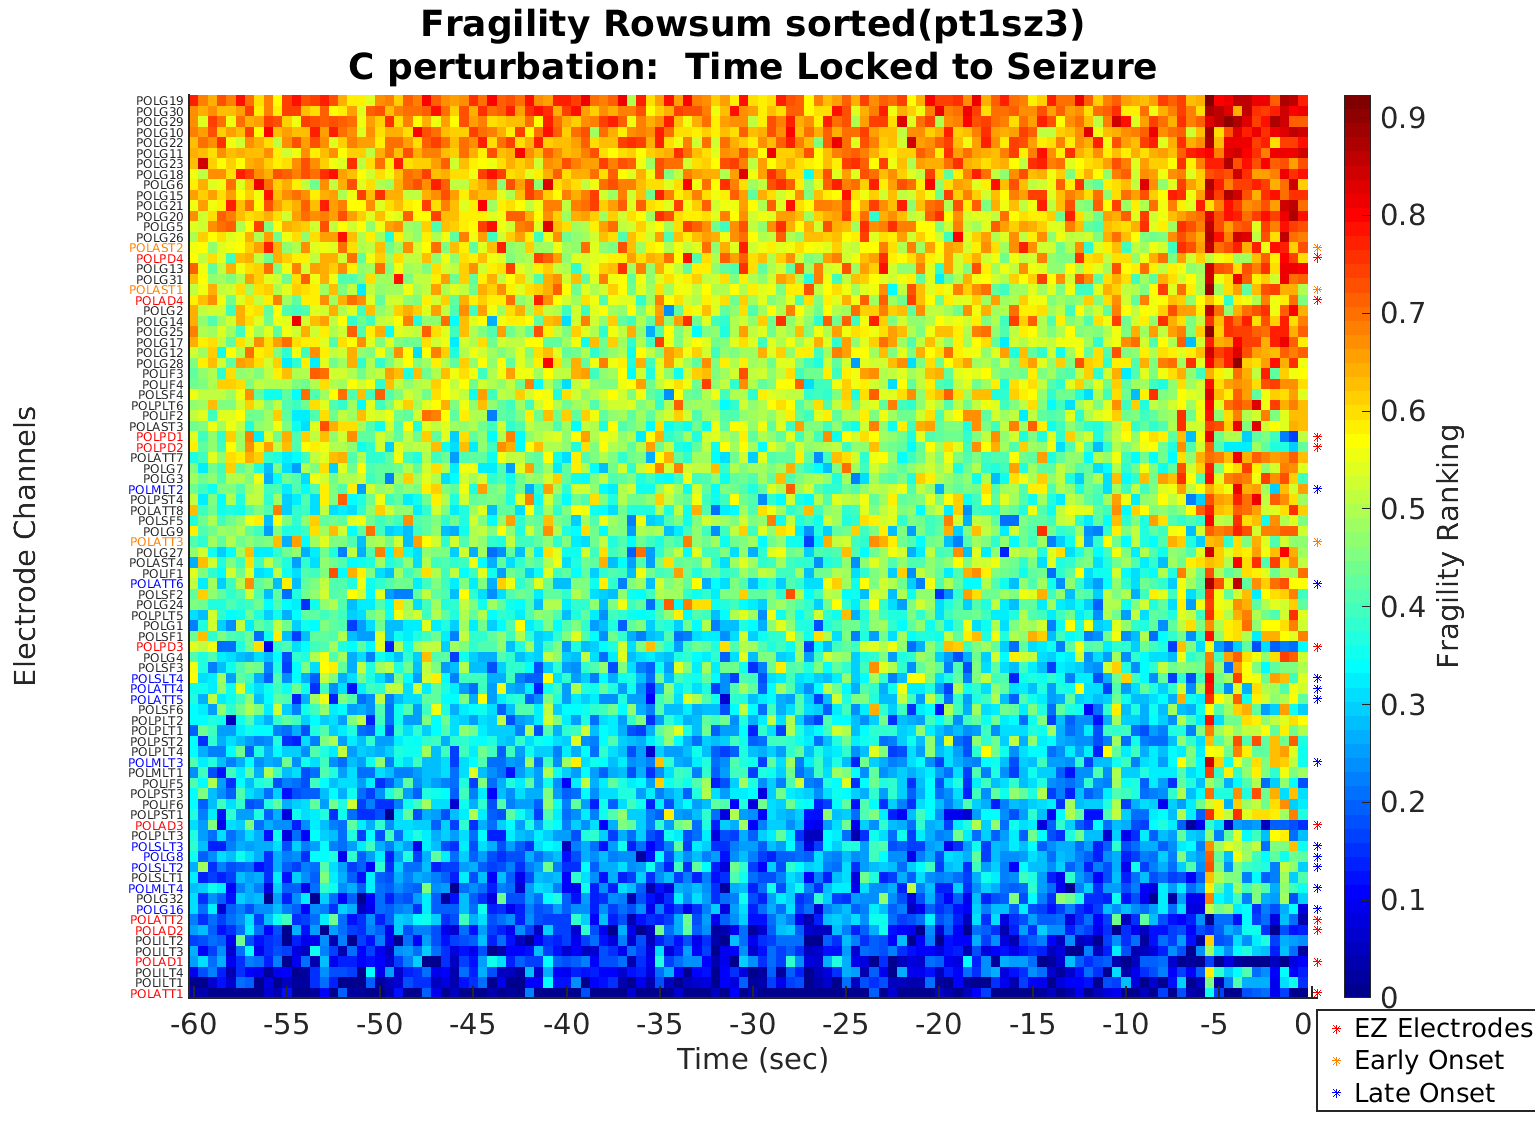 Fragility Rowsum sorted(pt1sz3)
C perturbation:  Time Locked to Seizure
Electrode Channels
POLG19
POLG30
POLG29
POLG10
POLG22
POLG11
POLG23
POLG18
POLG6
POLG15
POLG21
POLG20
POLG5
POLG26
POLAST2
POLPD4
POLG13
POLG31
POLAST1
POLAD4
POLG2
POLG14
POLG25
POLG17
POLG12
POLG28
POLIF3
POLIF4
POLSF4
POLPLT6
POLIF2
POLAST3
POLPD1
POLPD2
POLATT7
POLG7
POLG3
POLMLT2
POLPST4
POLATT8
POLSF5
POLG9
POLATT3
POLG27
POLAST4
POLIF1
POLATT6
POLSF2
POLG24
POLPLT5
POLG1
POLSF1
POLPD3
POLG4
POLSF3
POLSLT4
POLATT4
POLATT5
POLSF6
POLPLT2
POLPLT1
POLPST2
POLPLT4
POLMLT3
POLMLT1
POLIF5
POLPST3
POLIF6
POLPST1
POLAD3
POLPLT3
POLSLT3
POLG8
POLSLT2
POLSLT1
POLMLT4
POLG32
POLG16
POLATT2
POLAD2
POLILT2
POLILT3
POLAD1
POLILT4
POLILT1
POLATT1
-60 -55 -50 -45 -40 -35 -30 -25 -20 -15 -10 -5 0
Time (sec)
0.9
0.8
0.7
0.6
0.5
0.4
0.3
0.2
0.1
0
Fragility Ranking
EZ Electrodes
Early Onset
Late Onset